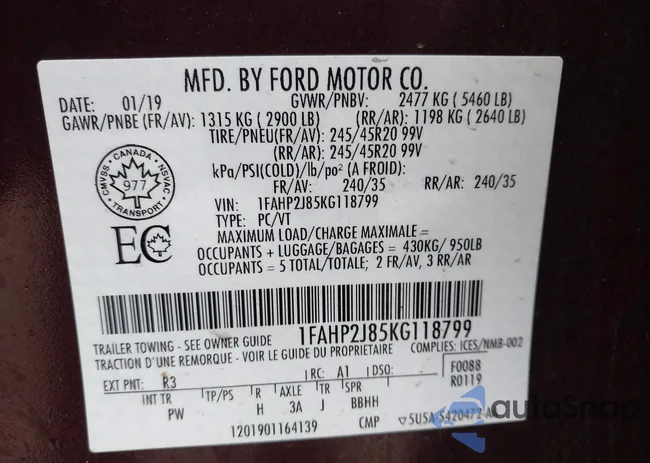 MFD. BY FORD MOTOR CO.
DATE: 01/19 GVWR/PNBV: 2477 KG ( 5460 LB)
GAWR/PNBE (FR/AV): 1315 KG ( 2900 LB) (RR/AR): 1198 KG ( 2640 LB)
TIRE/PNEU(FR/AV): 245/45R20 99V
(RR/AR): 245/45R20 99V
kPa/PSI(COLD)/lb/po² (A FROID):
FR/AV: 240/35 RR/AR: 240/35
CANADA CMVSS NSVAC 977 TRANSPORT
VIN: 1FAHP2J85KG118799
TYPE: PC/VT
EC
MAXIMUM LOAD/CHARGE MAXIMALE =
OCCUPANTS + LUGGAGE/BAGAGES = 430KG/ 950LB
OCCUPANTS = 5 TOTAL/TOTALE; 2 FR/AV, 3 RR/AR
1FAHP2J85KG118799
TRAILER TOWING - SEE OWNER GUIDE
COMPLIES: ICES/NMB-002
TRACTION D'UNE REMORQUE - VOIR LE GUIDE DU PROPRIETAIRE
EXT PNT: R3 RC: A1 DSO: F0088
R0119
INT TR TP/PS R AXLE TR SPR
PW H 3A J BBHH
1201901164139 CMP ▽5USA
autoSnap